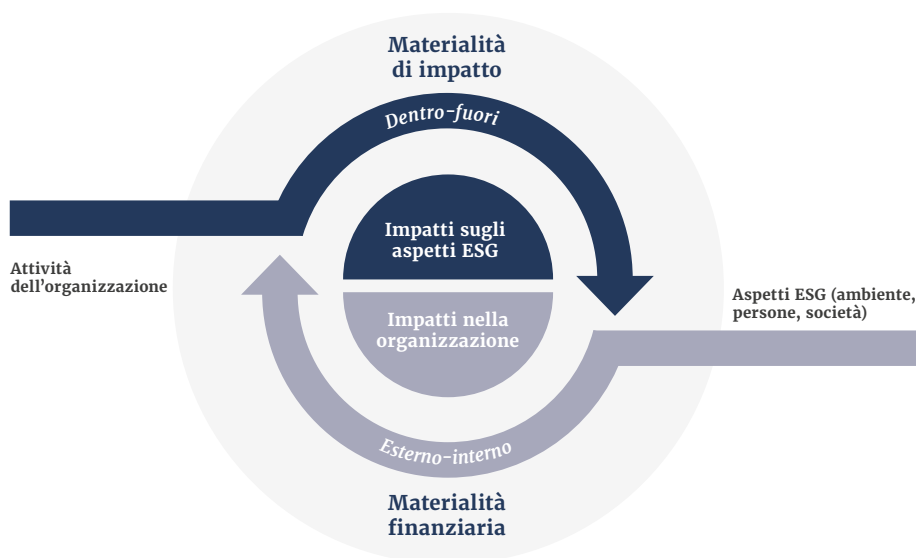 Materialità
di impatto
Dentro-fuori
Impatti sugli
aspetti ESG
Attività
dell’organizzazione
Aspetti ESG (ambiente,
persone, società)
Impatti nella
organizzazione
Esterno-interno
Materialità
finanziaria